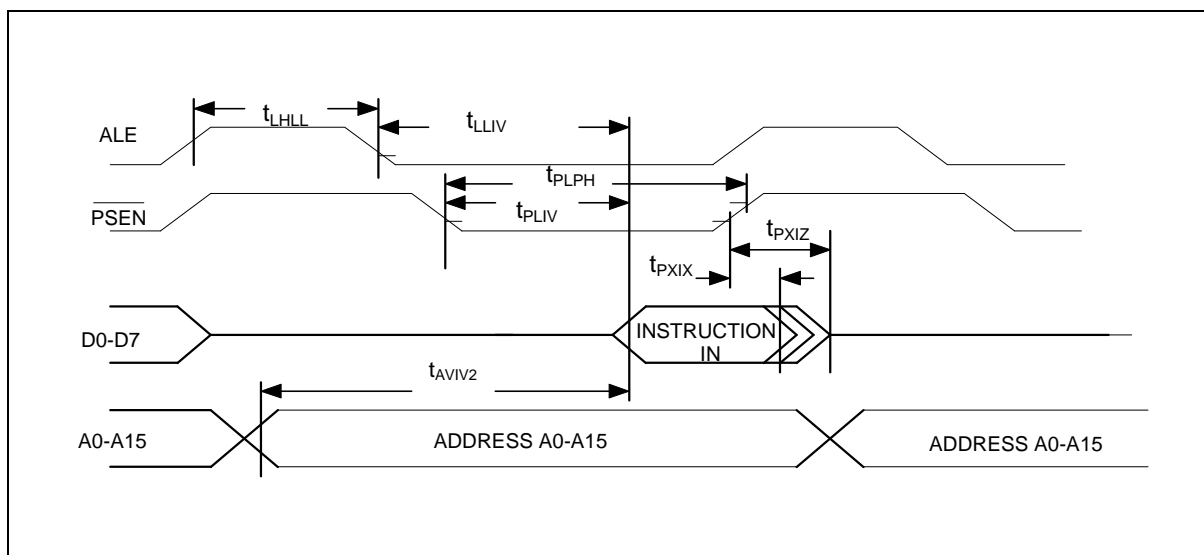 tLHLL
tLLIV
ALE
tPLPH
PSEN
tPLIV
tPXIZ
tPXIX
D0-D7
INSTRUCTION
IN
tAVIV2
A0-A15
ADDRESS A0-A15
ADDRESS A0-A15